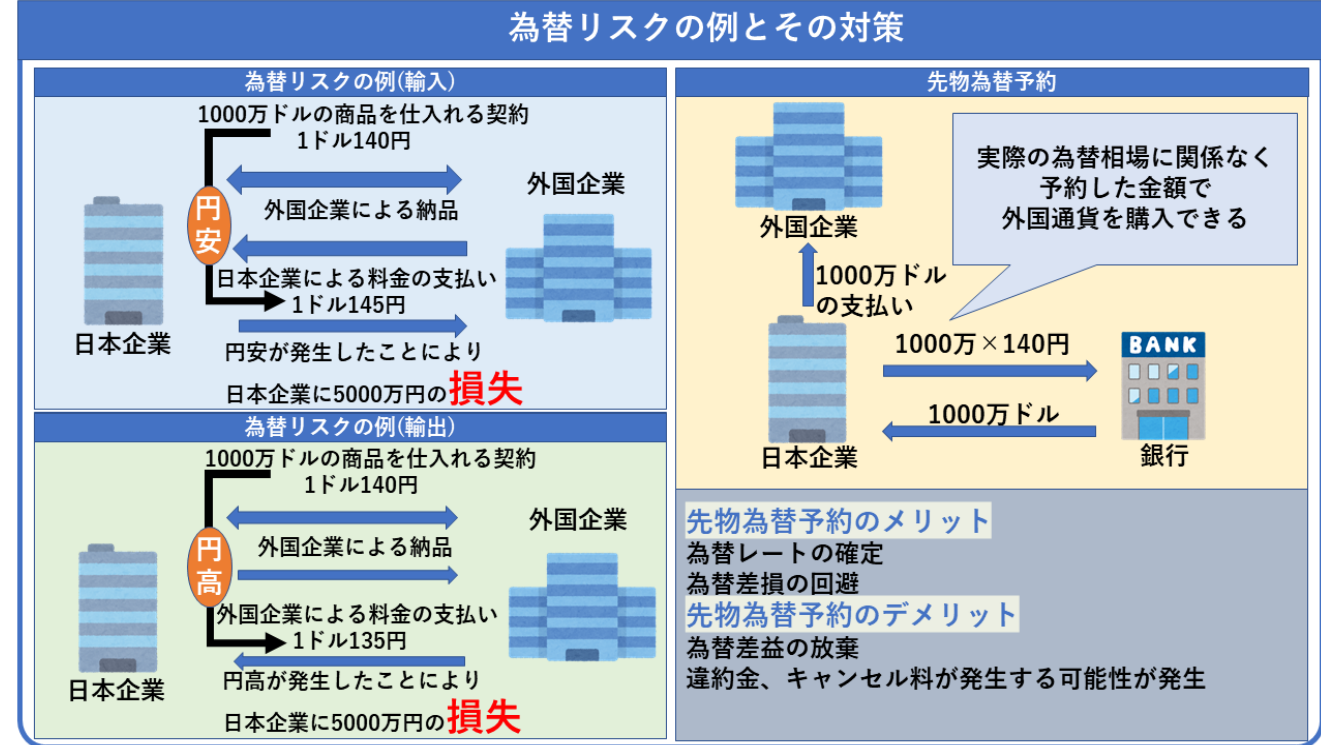 為替リスクの例とその対策
為替リスクの例(輸入)
1000万ドルの商品を仕入れる契約
1ドル140円
外国企業
円安
外国企業による納品
日本企業による料金の支払い
1ドル145円
日本企業
円安が発生したことにより
日本企業に5000万円の損失
為替リスクの例(輸出)
1000万ドルの商品を仕入れる契約
1ドル140円
外国企業
円高
外国企業による納品
外国企業による料金の支払い
1ドル135円
日本企業
円高が発生したことにより
日本企業に5000万円の損失
先物為替予約
実際の為替相場に関係なく
予約した金額で
外国通貨を購入できる
外国企業
1000万ドル
の支払い
1000万×140円
BANK
1000万ドル
日本企業
銀行
先物為替予約のメリット
為替レートの確定
為替差損の回避
先物為替予約のデメリット
為替差益の放棄
違約金、キャンセル料が発生する可能性が発生